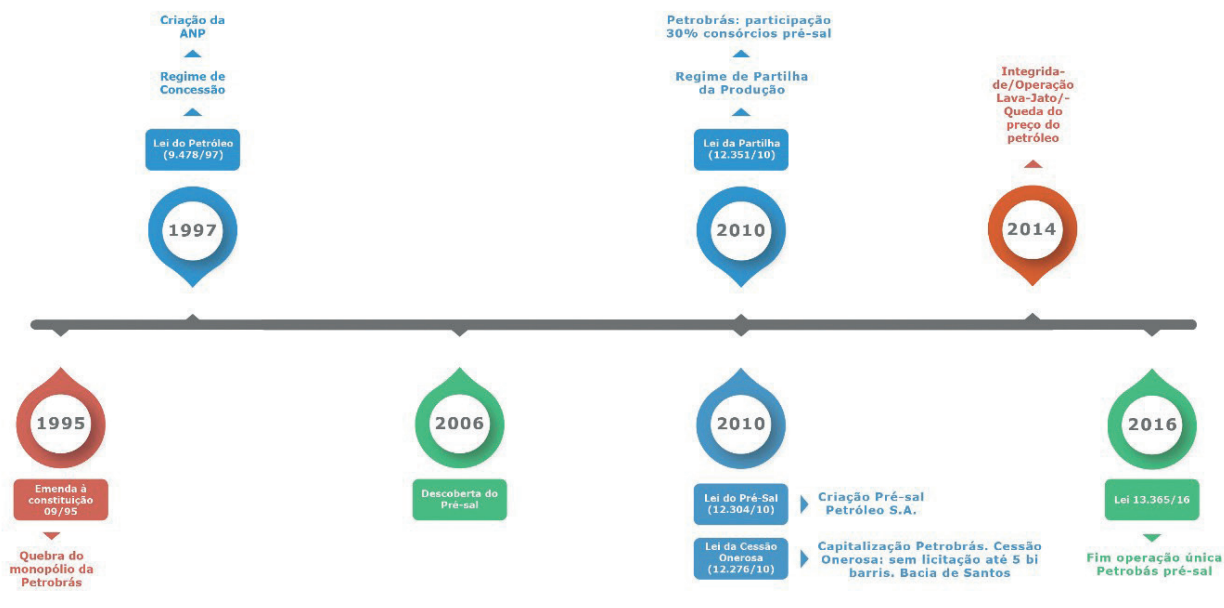 Criação da
ANP
Regime de
Concessão
Lei do Petróleo
(9.478/97)
1997
Petrobrás: participação
30% consórcios pré-sal
Regime de Partilha
da Produção
Lei da Partilha
(12.351/10)
2010
Integrida-
de/Operação
Lava-Jato/-
Queda do
preço do
petróleo
2014
1995
Emenda à
constituição
09/95
Quebra do
monopólio da
Petrobrás
2006
Descoberta do
Pré-sal
2010
Lei do Pré-Sal
(12.304/10)
Criação Pré-sal
Petróleo S.A.
Lei da Cessão
Onerosa
(12.276/10)
Capitalização Petrobrás. Cessão
Onerosa: sem licitação até 5 bi
barris. Bacia de Santos
2016
Lei 13.365/16
Fim operação única
Petrobás pré-sal